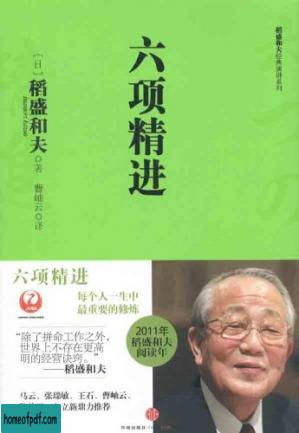 稻盛和夫经典演讲系列
六项精进
［日］稻盛和夫 著
曹岫云 译
六项精进
每个人一生中
最重要的修炼
2011年
稻盛和夫
阅读年
“除了拼命工作之外，
世界上不存在更高
明的经营诀窍。”
——稻盛和夫
马云、张瑞敏、王石、曹岫云、
立新鼎力推荐
中信出版社
homeofpdf.com